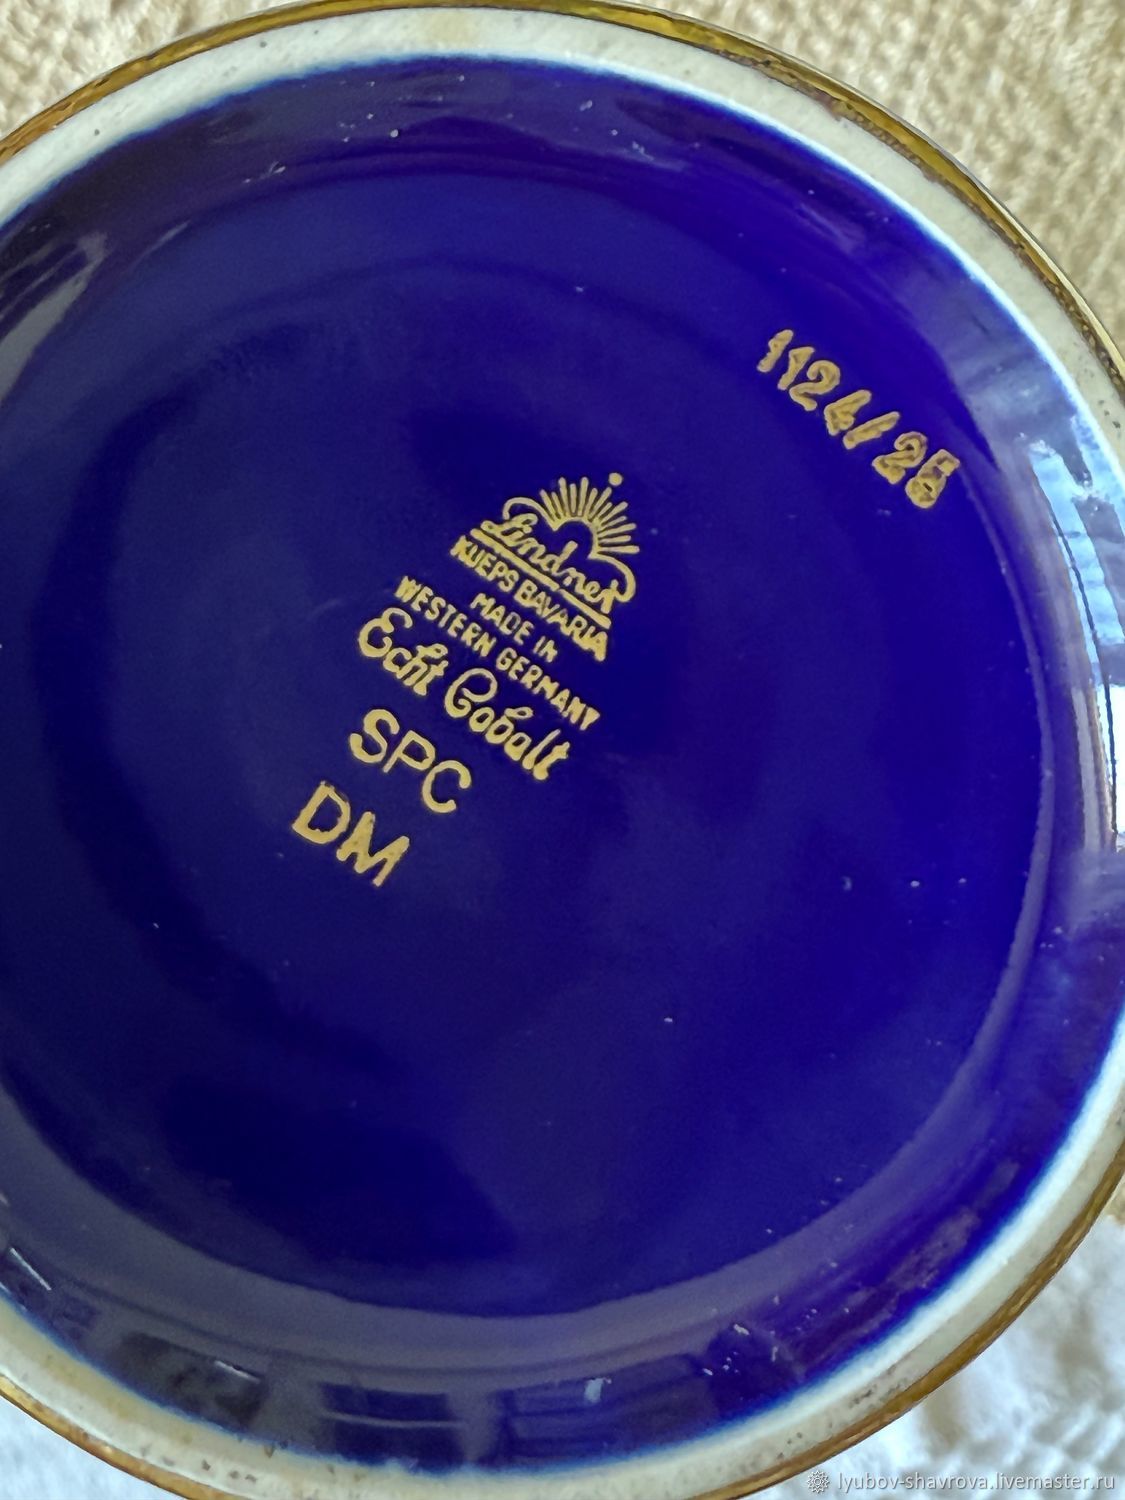 1124/25
Lindner
KUEPS BAVARIA
MADE IN
WESTERN GERMANY
Echt Cobalt
SPC
DM
lyubov-shavrova.livemaster.ru